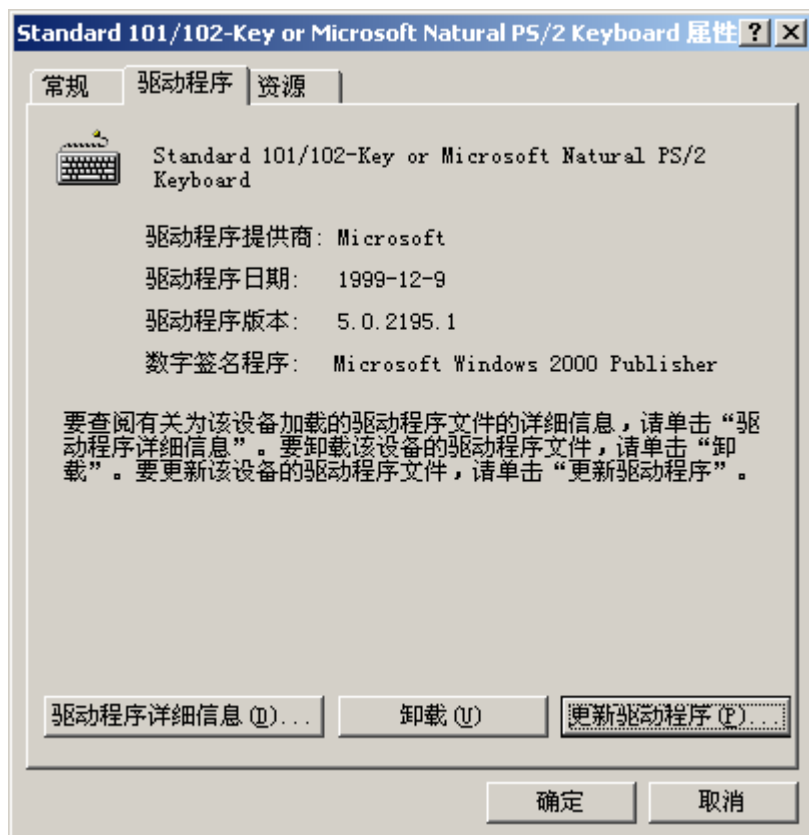 Standard 101/102-Key or Microsoft Natural PS/2 Keyboard 属性
常规 驱动程序 资源
Standard 101/102-Key or Microsoft Natural PS/2
Keyboard
驱动程序提供商: Microsoft
驱动程序日期: 1999-12-9
驱动程序版本: 5.0.2195.1
数字签名程序: Microsoft Windows 2000 Publisher
要查阅有关为该设备加载的驱动程序文件的详细信息，请单击“驱
动程序详细信息”。要卸载该设备的驱动程序文件，请单击“卸
载”。要更新该设备的驱动程序文件，请单击“更新驱动程序”。
驱动程序详细信息(D)... 卸载(U) 更新驱动程序(P)...
确定 取消